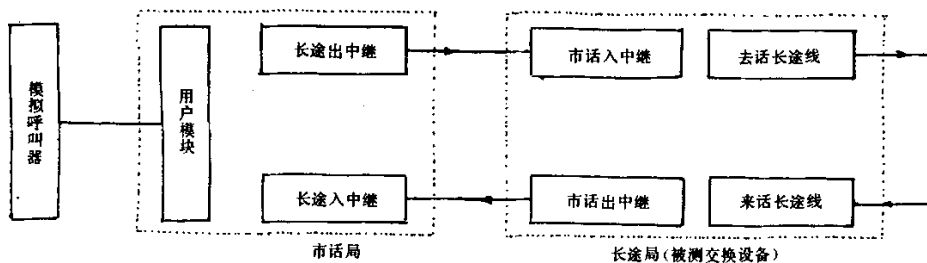 模拟呼叫器
用户模块
长途出中继
市话入中继
去话长途线
长途入中继
市话出中继
来话长途线
市话局
长途局(被测交换设备)